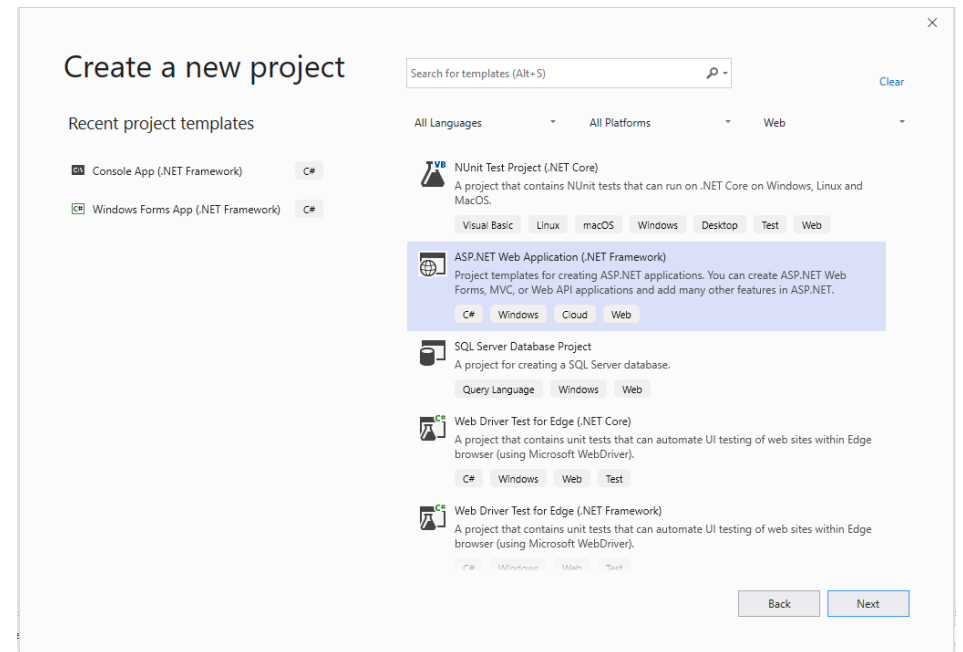 Create a new project
Search for templates (Alt+S)
Clear
Recent project templates
All Languages
All Platforms
Web
Console App (.NET Framework)
C#
Windows Forms App (.NET Framework)
C#
NUnit Test Project (.NET Core)
A project that contains NUnit tests that can run on .NET Core on Windows, Linux and
MacOS.
Visual Basic Linux macOS Windows Desktop Test Web
ASP.NET Web Application (.NET Framework)
Project templates for creating ASP.NET applications. You can create ASP.NET Web
Forms, MVC, or Web API applications and add many other features in ASP.NET.
C# Windows Cloud Web
SQL Server Database Project
A project for creating a SQL Server database.
Query Language Windows Web
Web Driver Test for Edge (.NET Core)
A project that contains unit tests that can automate UI testing of web sites within Edge
browser (using Microsoft WebDriver).
C# Windows Web Test
Web Driver Test for Edge (.NET Framework)
A project that contains unit tests that can automate UI testing of web sites within Edge
browser (using Microsoft WebDriver).
C# Windows Web Test
Back
Next